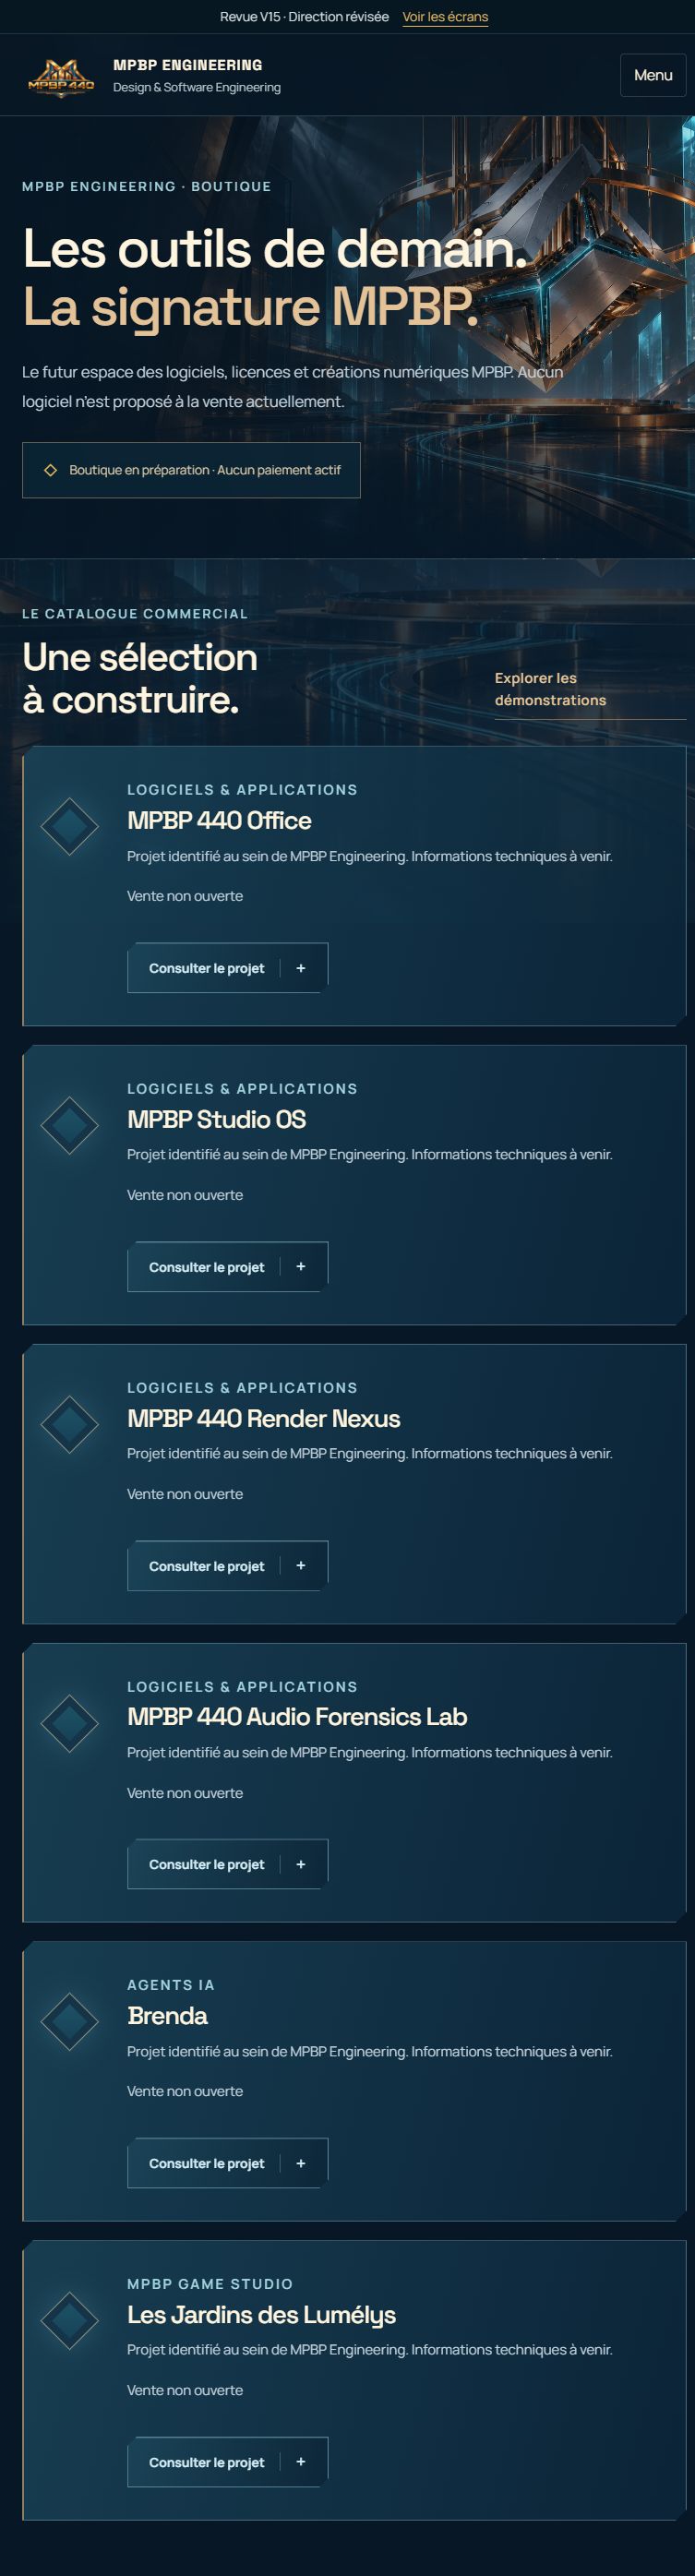 Revue V15 · Direction révisée Voir les écrans
MPBP 440
MPBP ENGINEERING
Design & Software Engineering
Menu
MPBP ENGINEERING · BOUTIQUE
Les outils de demain.
La signature MPBP.
Le futur espace des logiciels, licences et créations numériques MPBP. Aucun
logiciel n'est proposé à la vente actuellement.
Boutique en préparation · Aucun paiement actif
LE CATALOGUE COMMERCIAL
Une sélection
à construire.
Explorer les
démonstrations
LOGICIELS & APPLICATIONS
MPBP 440 Office
Projet identifié au sein de MPBP Engineering. Informations techniques à venir.
Vente non ouverte
Consulter le projet +
LOGICIELS & APPLICATIONS
MPBP Studio OS
Projet identifié au sein de MPBP Engineering. Informations techniques à venir.
Vente non ouverte
Consulter le projet +
LOGICIELS & APPLICATIONS
MPBP 440 Render Nexus
Projet identifié au sein de MPBP Engineering. Informations techniques à venir.
Vente non ouverte
Consulter le projet +
LOGICIELS & APPLICATIONS
MPBP 440 Audio Forensics Lab
Projet identifié au sein de MPBP Engineering. Informations techniques à venir.
Vente non ouverte
Consulter le projet +
AGENTS IA
Brenda
Projet identifié au sein de MPBP Engineering. Informations techniques à venir.
Vente non ouverte
Consulter le projet +
MPBP GAME STUDIO
Les Jardins des Lumélys
Projet identifié au sein de MPBP Engineering. Informations techniques à venir.
Vente non ouverte
Consulter le projet +